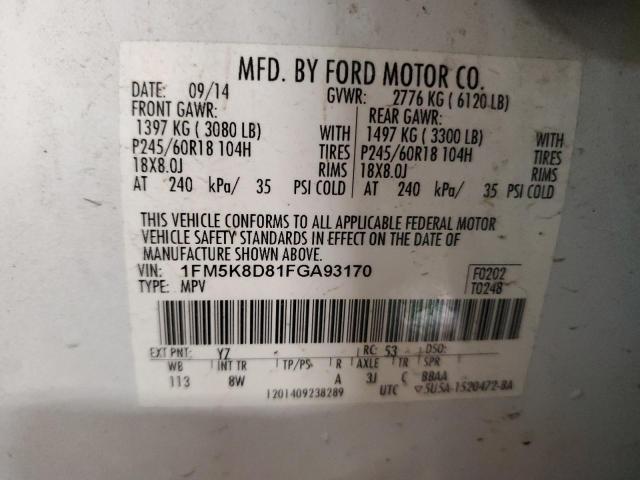 MFD. BY FORD MOTOR CO.
DATE: 09/14 GVWR: 2776 KG ( 6120 LB)
FRONT GAWR: REAR GAWR:
1397 KG ( 3080 LB) WITH 1497 KG ( 3300 LB) WITH
P245/60R18 104H TIRES P245/60R18 104H TIRES
18X8.0J RIMS 18X8.0J RIMS
AT 240 kPa/ 35 PSI COLD AT 240 kPa/ 35 PSI COLD
THIS VEHICLE CONFORMS TO ALL APPLICABLE FEDERAL MOTOR
VEHICLE SAFETY STANDARDS IN EFFECT ON THE DATE OF
MANUFACTURE SHOWN ABOVE.
VIN: 1FM5K8D81FGA93170 F0202
TYPE: MPV T0248
EXT PNT: YZ RC: 53 DSO:
WB INT TR TP/PS R AXLE TR SPR
113 8W A 3J C BBAA
1201409238289 UTC ▽5U5A-1520472-BA